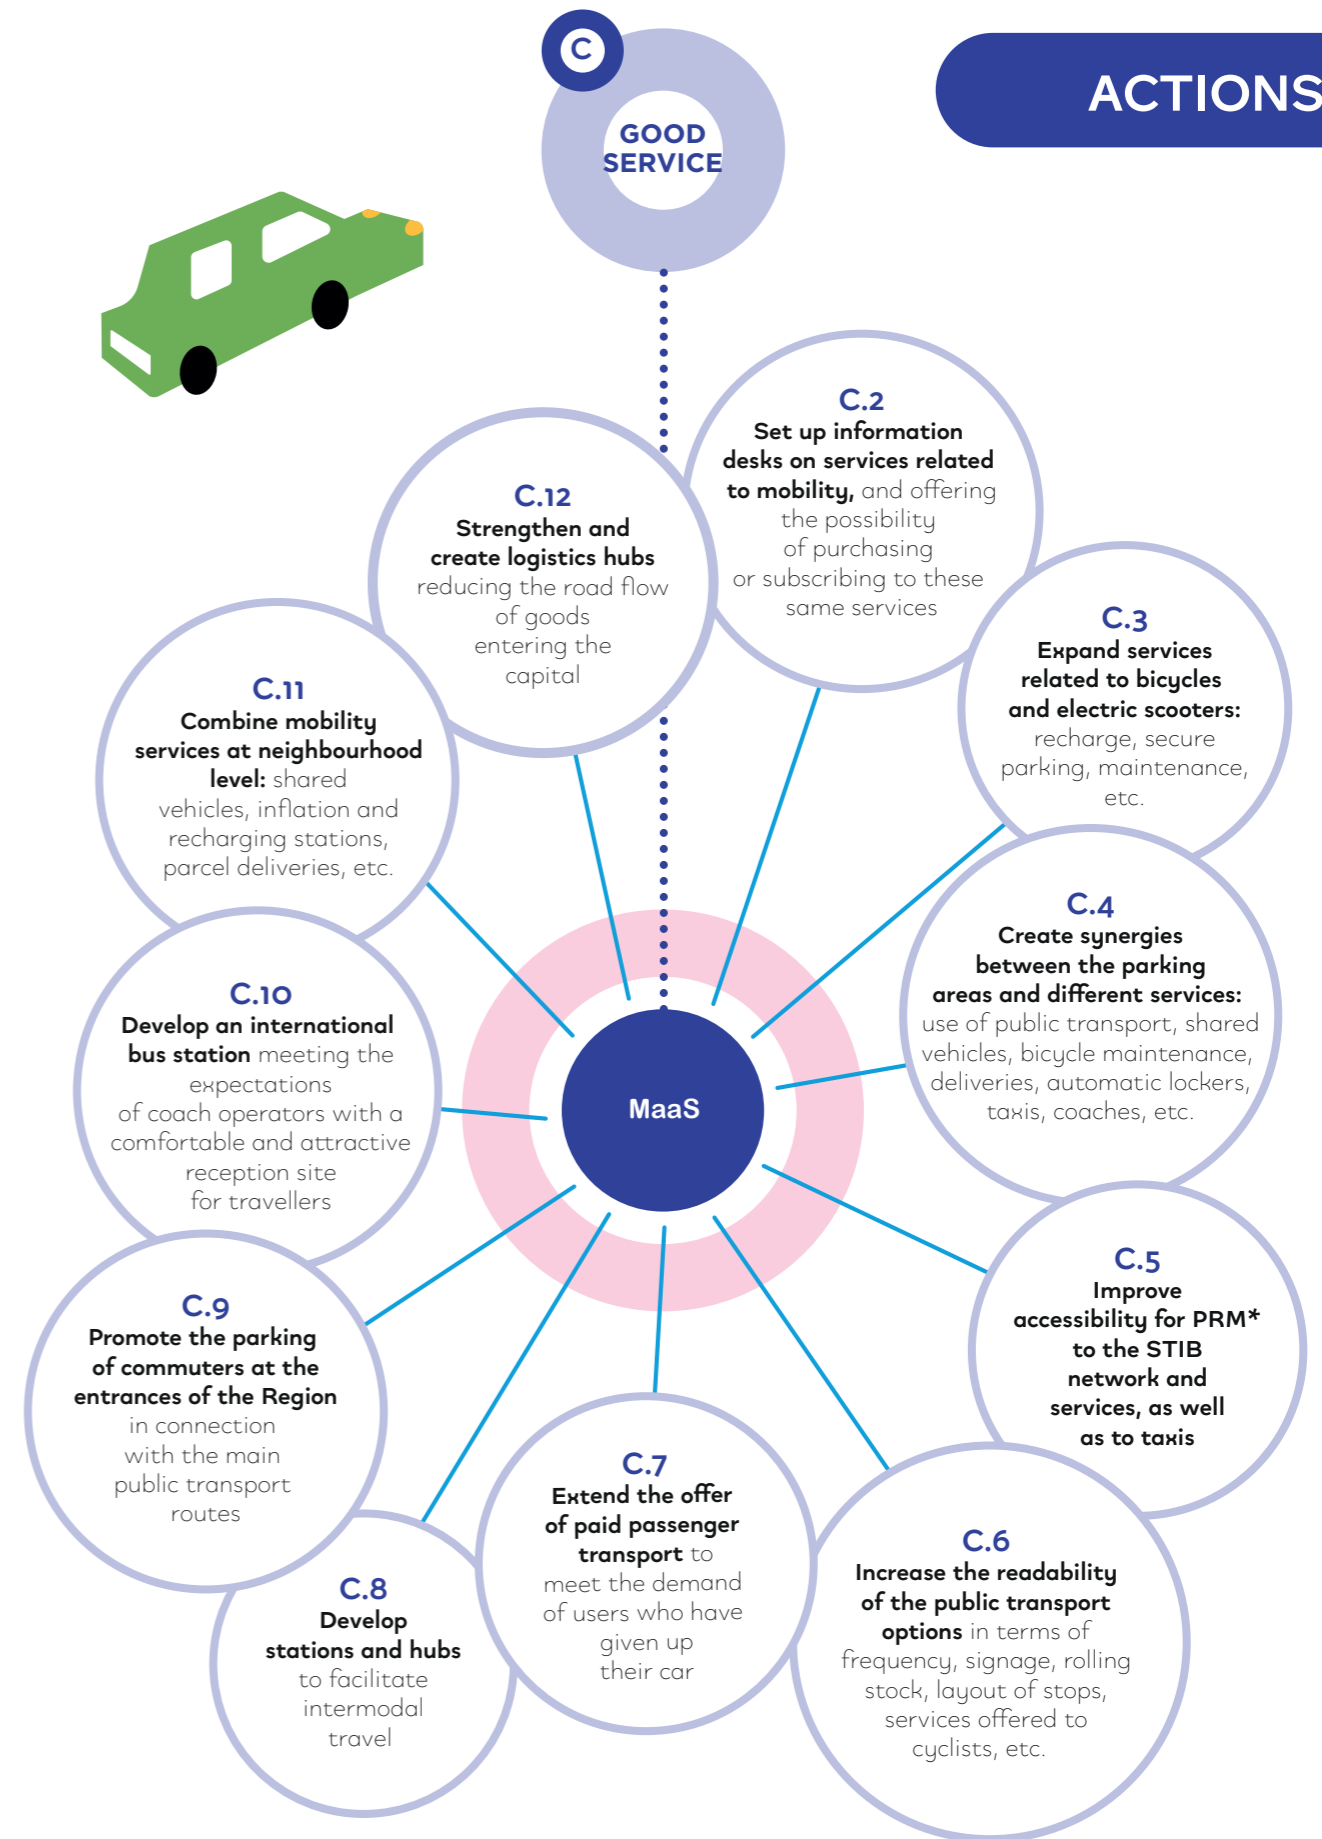 C
GOOD
SERVICE
ACTIONS
C.2
Set up information
desks on services related
to mobility, and offering
the possibility
of purchasing
or subscribing to these
same services
C.3
Expand services
related to bicycles
and electric scooters:
recharge, secure
parking, maintenance,
etc.
C.4
Create synergies
between the parking
areas and different services:
use of public transport, shared
vehicles, bicycle maintenance,
deliveries, automatic lockers,
taxis, coaches, etc.
C.5
Improve
accessibility for PRM*
to the STIB
network and
services, as well
as to taxis
C.6
Increase the readability
of the public transport
options in terms of
frequency, signage, rolling
stock, layout of stops,
services offered to
cyclists, etc.
C.7
Extend the offer
of paid passenger
transport to
meet the demand
of users who have
given up
their car
C.8
Develop
stations and hubs
to facilitate
intermodal
travel
C.9
Promote the parking
of commuters at the
entrances of the Region
in connection
with the main
public transport
routes
C.10
Develop an international
bus station meeting the
expectations
of coach operators with a
comfortable and attractive
reception site
for travellers
C.11
Combine mobility
services at neighbourhood
level: shared
vehicles, inflation and
recharging stations,
parcel deliveries, etc.
C.12
Strengthen and
create logistics hubs
reducing the road flow
of goods
entering the
capital
MaaS